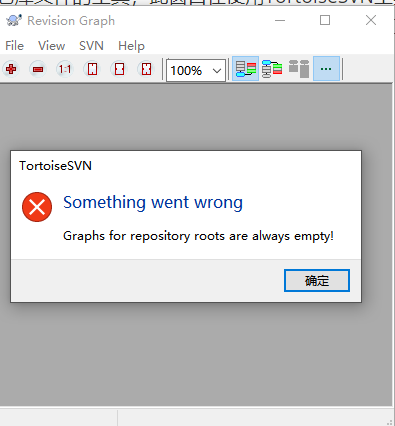 Revision Graph
File View SVN Help
1:1
100%
TortoiseSVN
Something went wrong
Graphs for repository roots are always empty!
确定